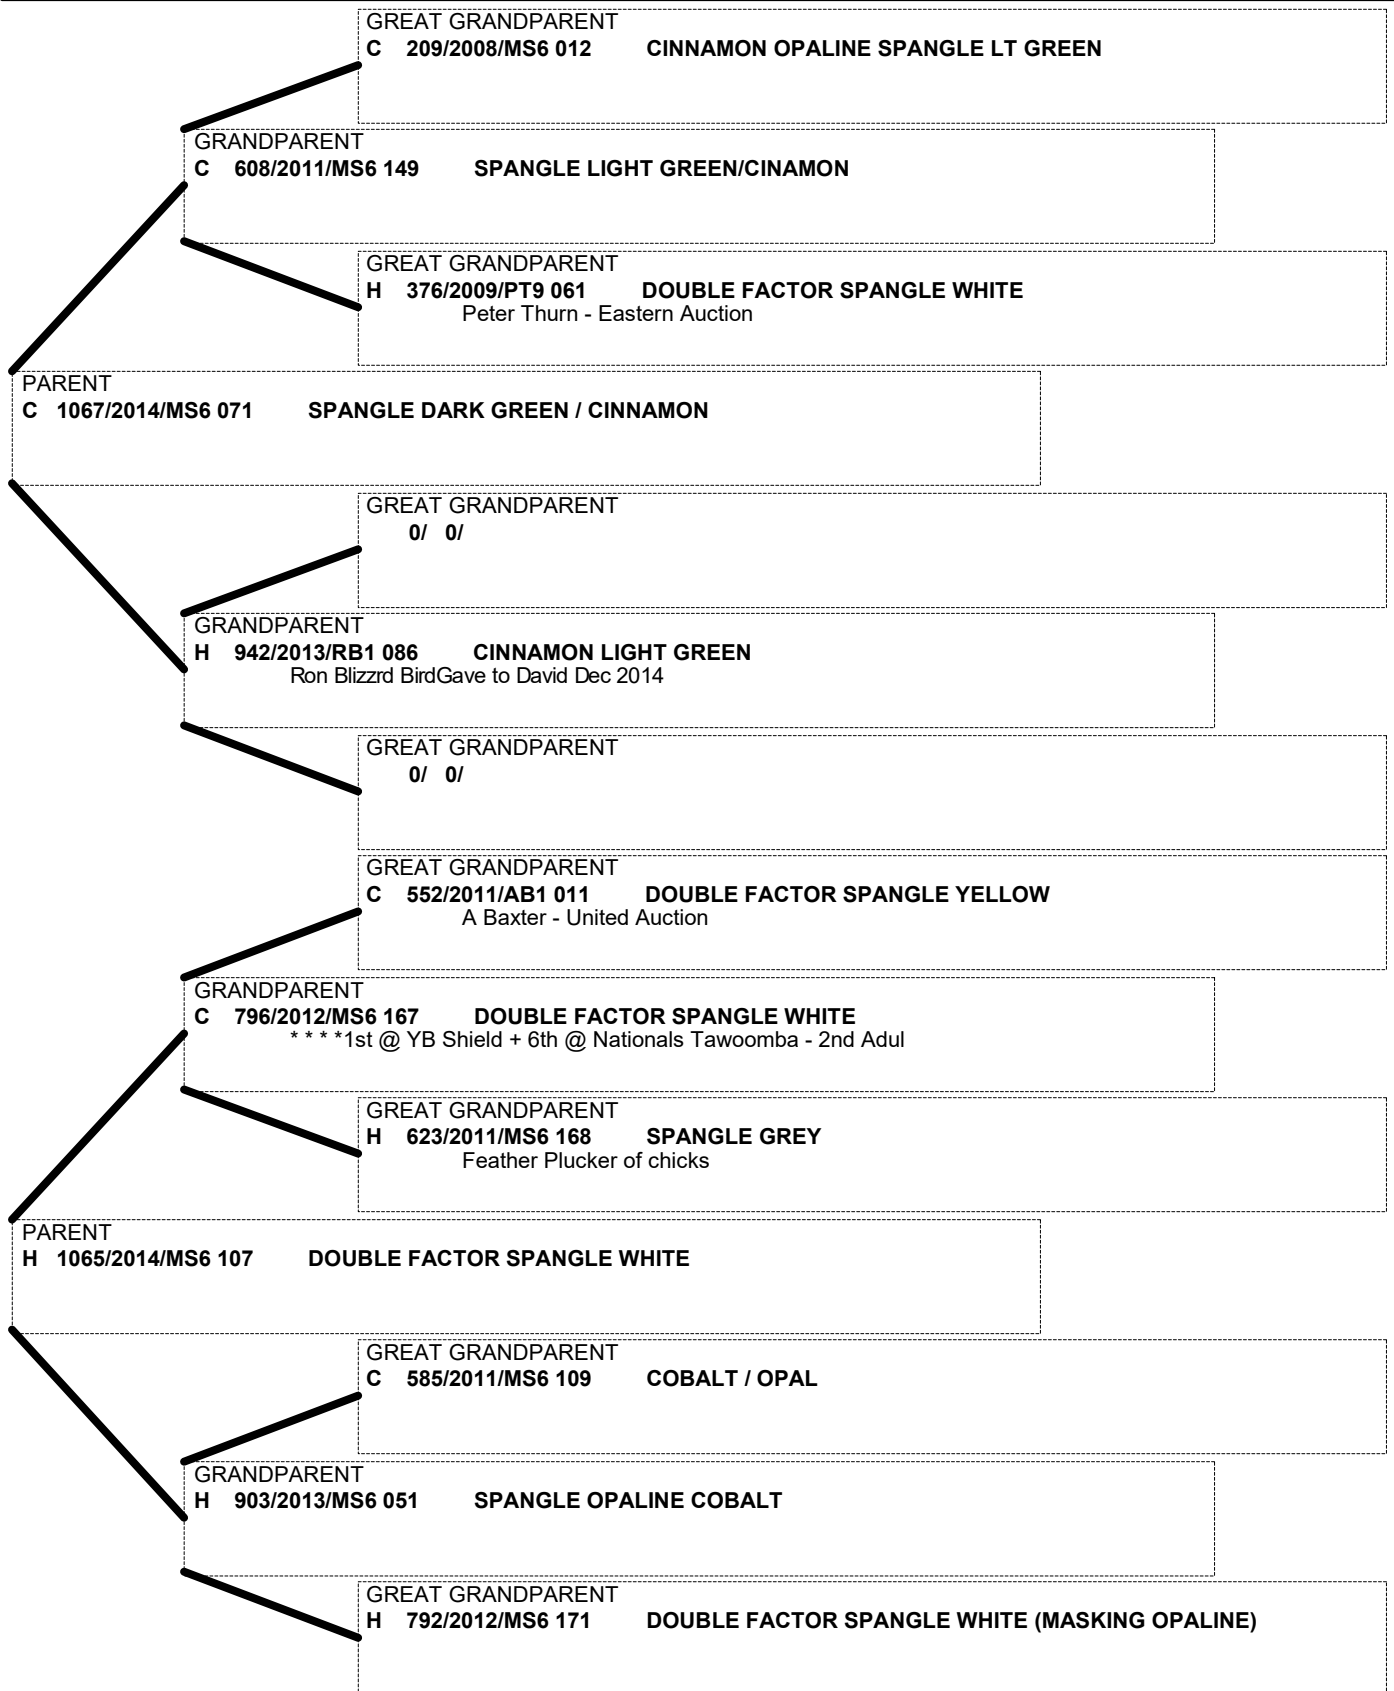 GREAT GRANDPARENT
C 209/2008/MS6 012 CINNAMON OPALINE SPANGLE LT GREEN
GRANDPARENT
C 608/2011/MS6 149 SPANGLE LIGHT GREEN/CINAMON
GREAT GRANDPARENT
H 376/2009/PT9 061 DOUBLE FACTOR SPANGLE WHITE
Peter Thurn - Eastern Auction
PARENT
C 1067/2014/MS6 071 SPANGLE DARK GREEN / CINNAMON
GREAT GRANDPARENT
0/ 0/
GRANDPARENT
H 942/2013/RB1 086 CINNAMON LIGHT GREEN
Ron Blizzrd BirdGave to David Dec 2014
GREAT GRANDPARENT
0/ 0/
GREAT GRANDPARENT
C 552/2011/AB1 011 DOUBLE FACTOR SPANGLE YELLOW
A Baxter - United Auction
GRANDPARENT
C 796/2012/MS6 167 DOUBLE FACTOR SPANGLE WHITE
* * * *1st @ YB Shield + 6th @ Nationals Tawoomba - 2nd Adul
GREAT GRANDPARENT
H 623/2011/MS6 168 SPANGLE GREY
Feather Plucker of chicks
PARENT
H 1065/2014/MS6 107 DOUBLE FACTOR SPANGLE WHITE
GREAT GRANDPARENT
C 585/2011/MS6 109 COBALT / OPAL
GRANDPARENT
H 903/2013/MS6 051 SPANGLE OPALINE COBALT
GREAT GRANDPARENT
H 792/2012/MS6 171 DOUBLE FACTOR SPANGLE WHITE (MASKING OPALINE)